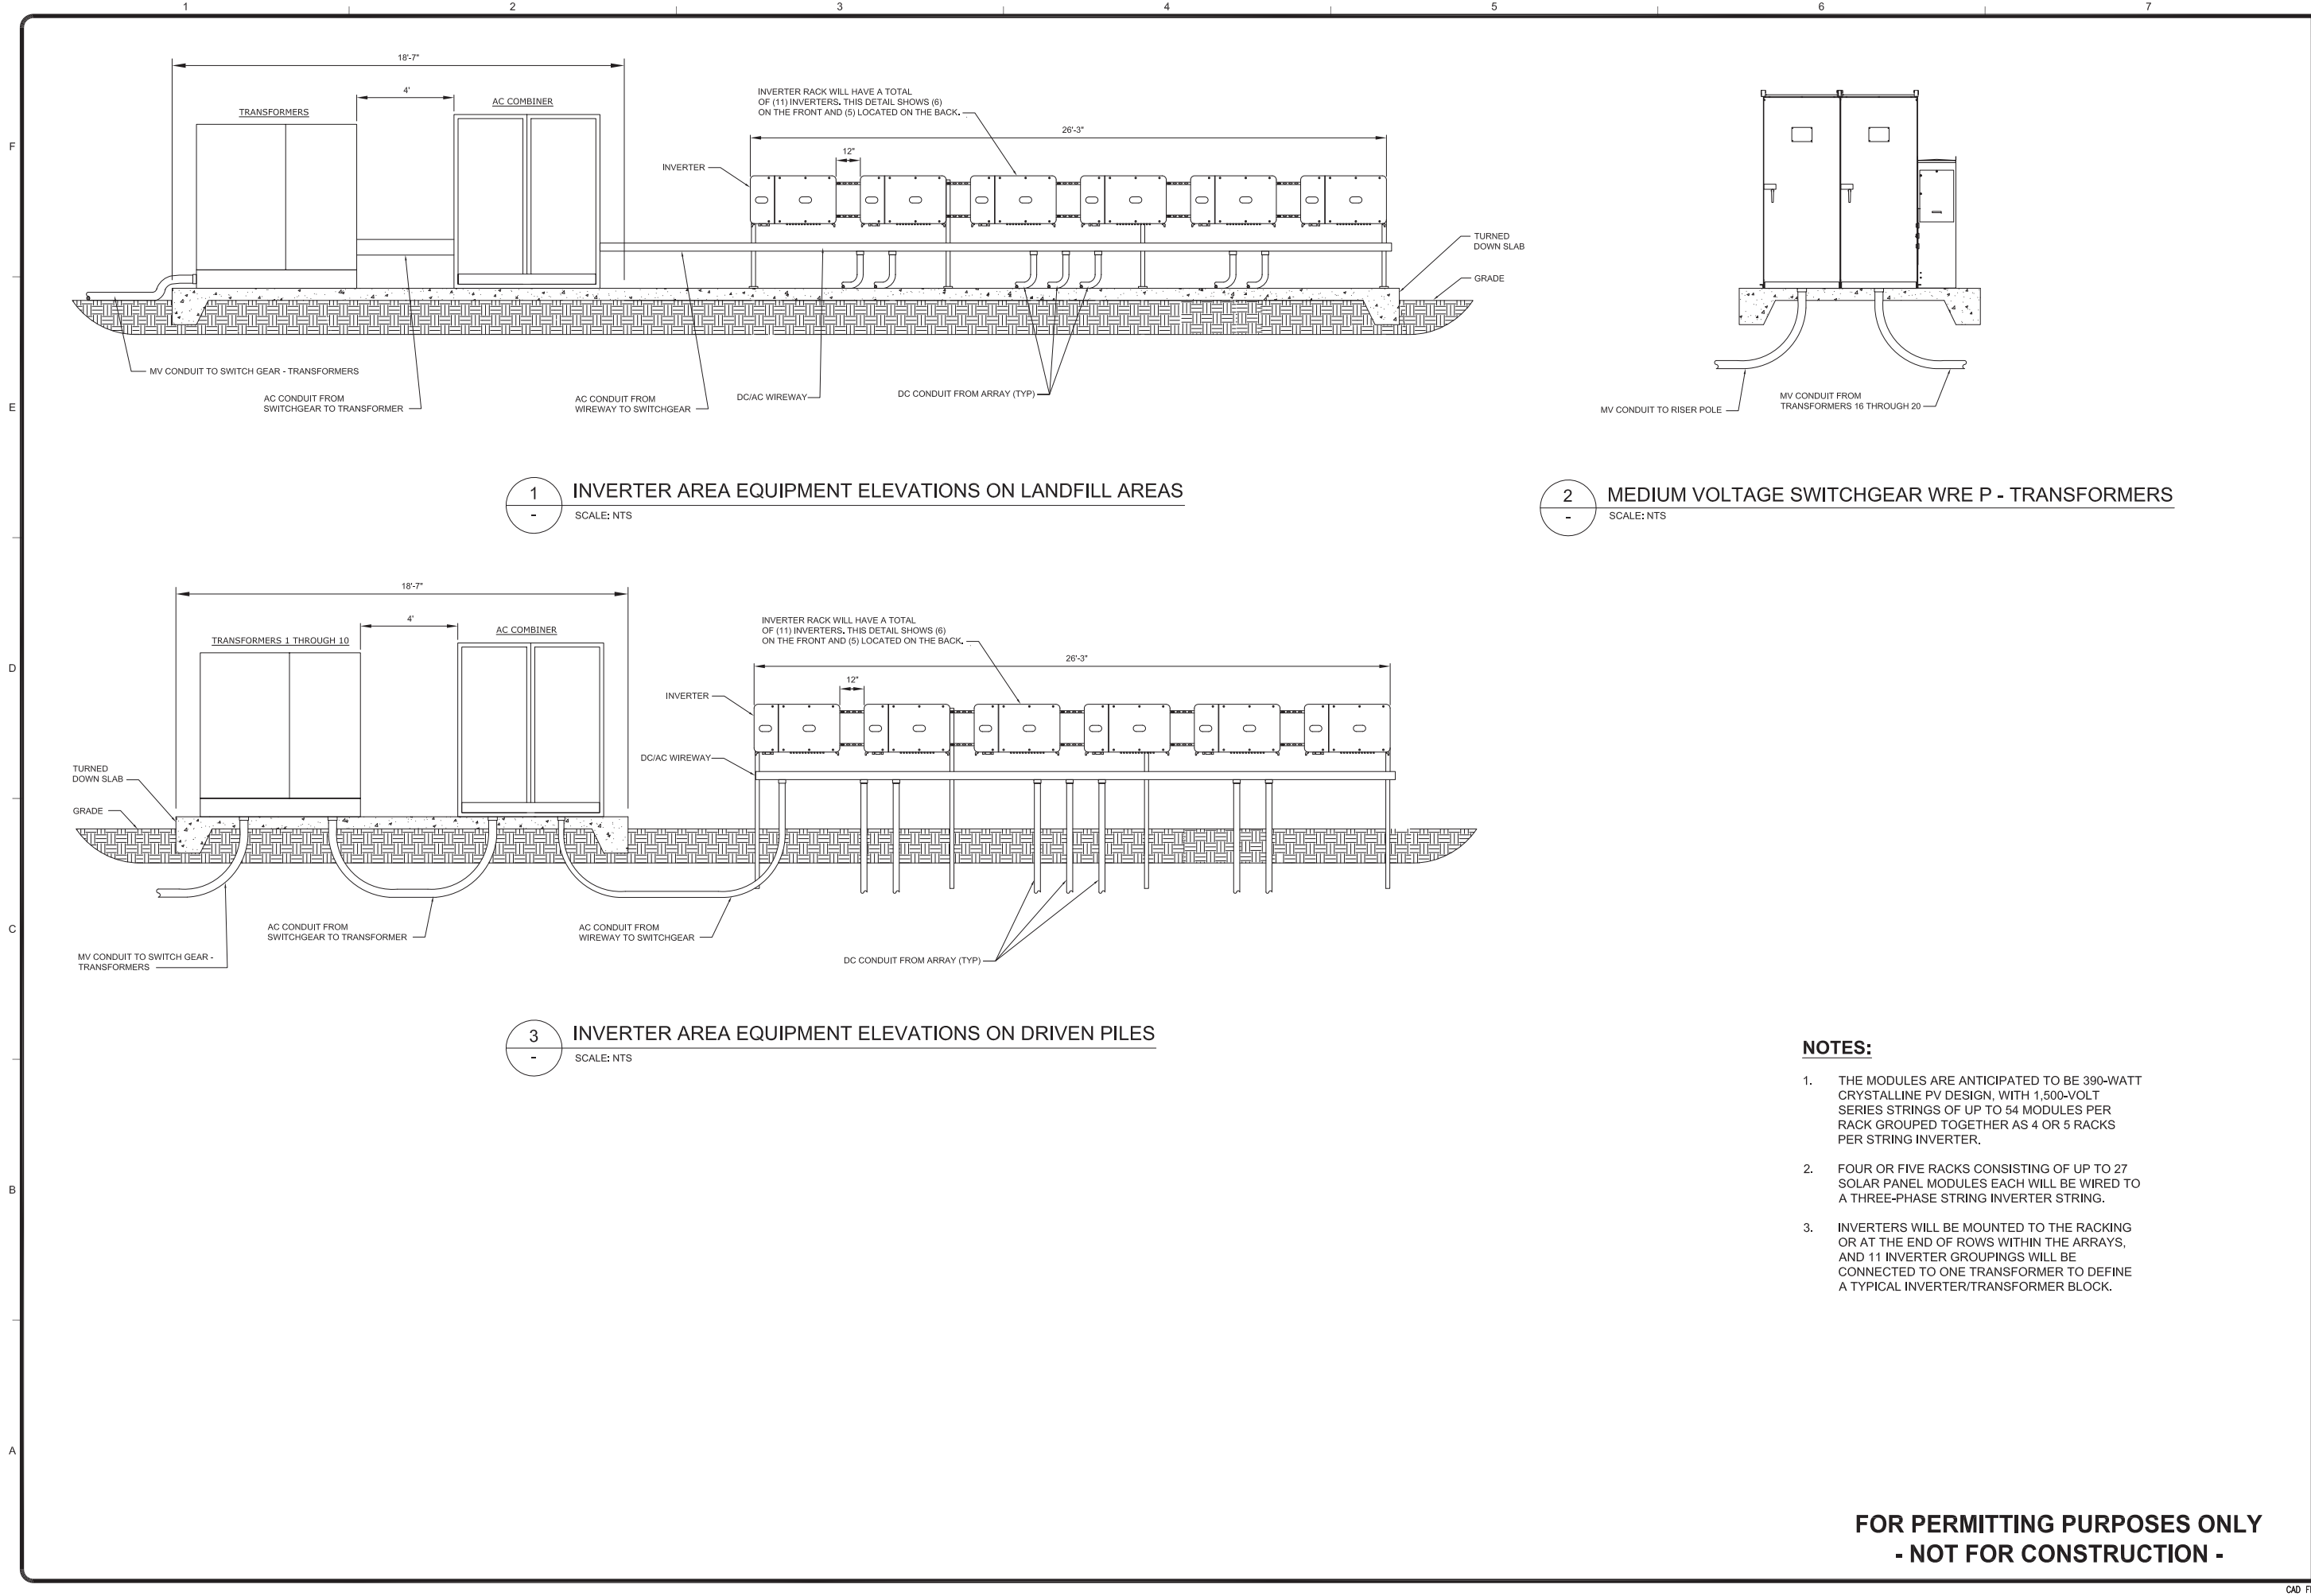 1 2 3 4 5 6 7
F
E
D
C
B
A
18'-7"
4'
TRANSFORMERS
AC COMBINER
INVERTER RACK WILL HAVE A TOTAL
OF (11) INVERTERS. THIS DETAIL SHOWS (6)
ON THE FRONT AND (5) LOCATED ON THE BACK.
26'-3"
12"
INVERTER
TURNED
DOWN SLAB
GRADE
MV CONDUIT TO SWITCH GEAR - TRANSFORMERS
AC CONDUIT FROM
SWITCHGEAR TO TRANSFORMER
AC CONDUIT FROM
WIREWAY TO SWITCHGEAR
DC/AC WIREWAY
DC CONDUIT FROM ARRAY (TYP)
1
-
INVERTER AREA EQUIPMENT ELEVATIONS ON LANDFILL AREAS
SCALE: NTS
MV CONDUIT TO RISER POLE
MV CONDUIT FROM
TRANSFORMERS 16 THROUGH 20
2
-
MEDIUM VOLTAGE SWITCHGEAR WRE P - TRANSFORMERS
SCALE: NTS
18'-7"
4'
TRANSFORMERS 1 THROUGH 10
AC COMBINER
INVERTER RACK WILL HAVE A TOTAL
OF (11) INVERTERS. THIS DETAIL SHOWS (6)
ON THE FRONT AND (5) LOCATED ON THE BACK.
26'-3"
12"
INVERTER
DC/AC WIREWAY
TURNED
DOWN SLAB
GRADE
AC CONDUIT FROM
SWITCHGEAR TO TRANSFORMER
AC CONDUIT FROM
WIREWAY TO SWITCHGEAR
MV CONDUIT TO SWITCH GEAR -
TRANSFORMERS
DC CONDUIT FROM ARRAY (TYP)
3
-
INVERTER AREA EQUIPMENT ELEVATIONS ON DRIVEN PILES
SCALE: NTS
NOTES:
1. THE MODULES ARE ANTICIPATED TO BE 390-WATT
CRYSTALLINE PV DESIGN, WITH 1,500-VOLT
SERIES STRINGS OF UP TO 54 MODULES PER
RACK GROUPED TOGETHER AS 4 OR 5 RACKS
PER STRING INVERTER.
2. FOUR OR FIVE RACKS CONSISTING OF UP TO 27
SOLAR PANEL MODULES EACH WILL BE WIRED TO
A THREE-PHASE STRING INVERTER STRING.
3. INVERTERS WILL BE MOUNTED TO THE RACKING
OR AT THE END OF ROWS WITHIN THE ARRAYS,
AND 11 INVERTER GROUPINGS WILL BE
CONNECTED TO ONE TRANSFORMER TO DEFINE
A TYPICAL INVERTER/TRANSFORMER BLOCK.
FOR PERMITTING PURPOSES ONLY
- NOT FOR CONSTRUCTION -
CAD